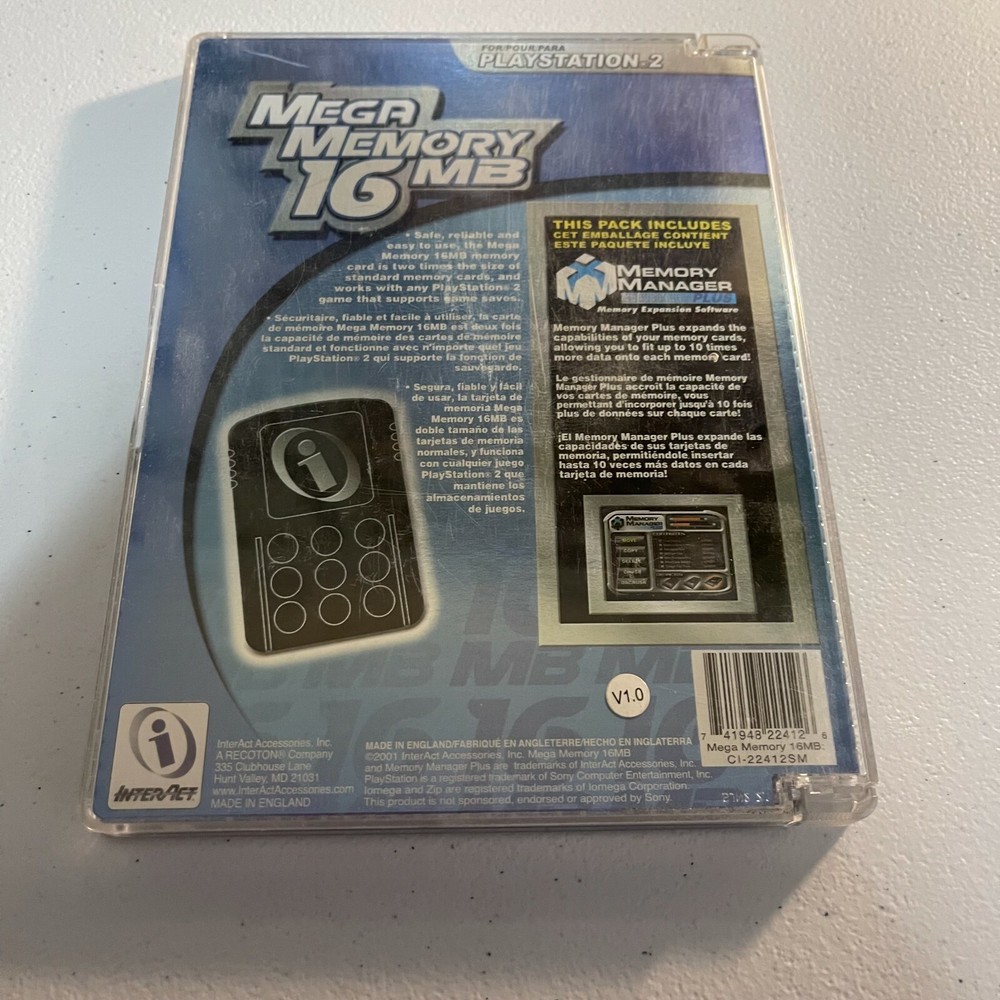 FOR/POUR/PARA
PLAYSTATION 2
MEGA
MEMORY
16 MB
• Safe, reliable and
easy to use, the Mega
Memory 16MB memory
card is two times the size of
standard memory cards, and
works with any PlayStation® 2
game that supports game saves.
• Sécuritaire, fiable et facile à utiliser, la carte
de mémoire Mega Memory 16MB est deux fois
la capacité de mémoire des cartes de mémoire
standard et fonctionne avec n'importe quel jeu
PlayStation® 2 qui supporte la fonction de
sauvegarde.
• Segura, fiable y fácil
de usar, la tarjeta de
memoria Mega
Memory 16MB es
doble tamaño de las
tarjetas de memoria
normales, y funciona
con cualquier juego
PlayStation® 2 que
mantiene los
almacenamientos
de juegos.
THIS PACK INCLUDES
CET EMBALLAGE CONTIENT
ESTE PAQUETE INCLUYE
MEMORY
MANAGER
PLUS
Memory Expansion Software
Memory Manager Plus expands the
capabilities of your memory cards,
allowing you to fit up to 10 times
more data onto each memory card!
Le gestionnaire de mémoire Memory
Manager Plus accroit la capacité de
vos cartes de mémoire, vous
permettant d'incorporer jusqu'à 10 fois
plus de données sur chaque carte!
¡El Memory Manager Plus expande las
capacidades de sus tarjetas de
memoria, permitiéndole insertar
hasta 10 veces más datos en cada
tarjeta de memoria!
MEMORY
MANAGER
MOVE
COPY
DELETE
16 MB MB
16 16
V1.0
7 41948 22412 6
Mega Memory 16MB:
CI-22412SM
i
INTERACT
InterAct Accessories, Inc.
A RECOTON® Company
335 Clubhouse Lane
Hunt Valley, MD 21031
www.InterActAccessories.com
MADE IN ENGLAND
MADE IN ENGLAND/FABRIQUÉ EN ANGLETERRE/HECHO EN INGLATERRA
©2001 InterAct Accessories, Inc. Mega Memory 16MB
and Memory Manager Plus are trademarks of InterAct Accessories, Inc.
PlayStation is a registered trademark of Sony Computer Entertainment, Inc.
Iomega and Zip are registered trademarks of Iomega Corporation.
This product is not sponsored, endorsed or approved by Sony.